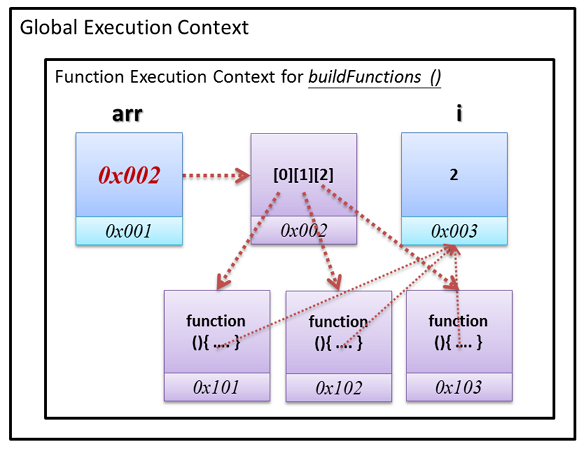 Global Execution Context
Function Execution Context for buildFunctions ()
arr
i
0x002
[0][1][2]
2
0x001
0x002
0x003
function
(){ .... }
function
(){ .... }
function
(){ .... }
0x101
0x102
0x103